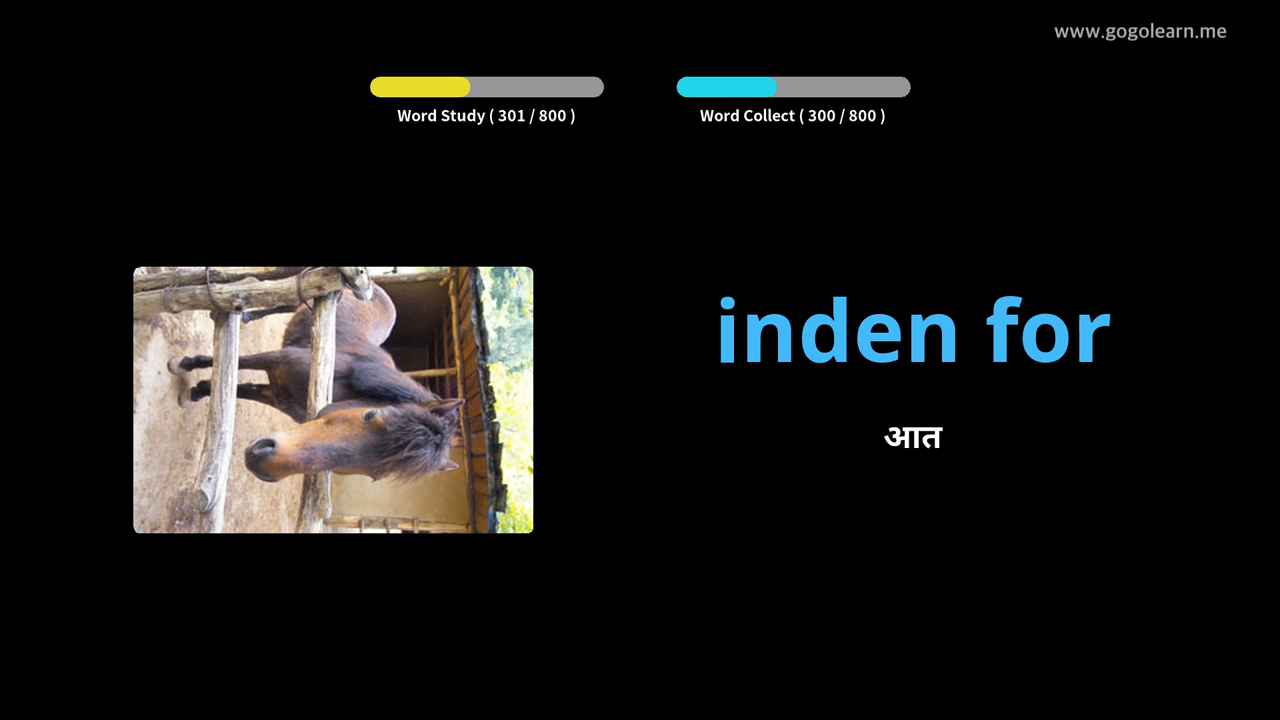 www.gogolearn.me
Word Study ( 301 / 800 )
Word Collect ( 300 / 800 )
inden for
आत